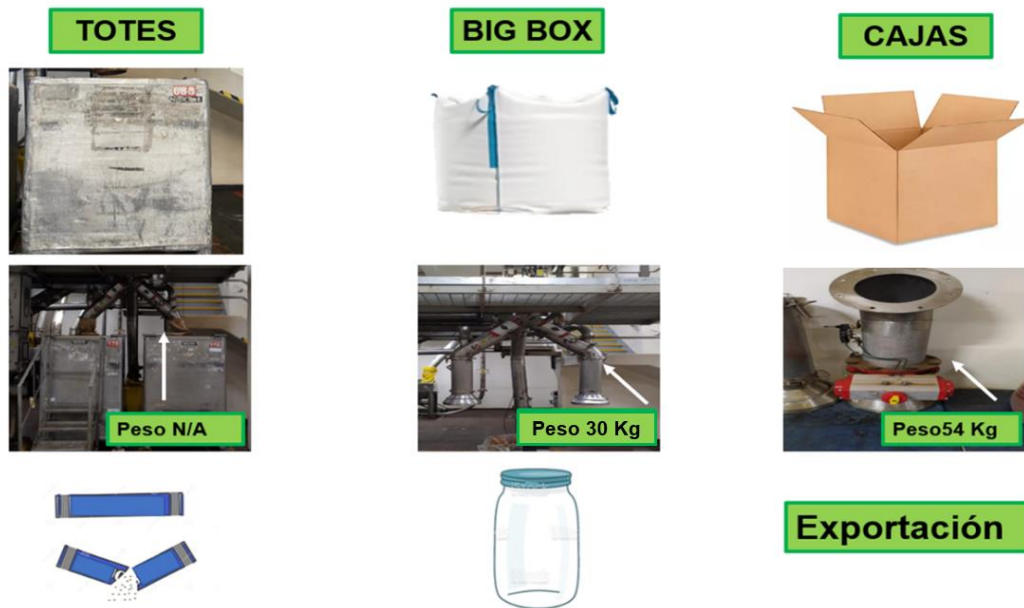 TOTES
BIG BOX
CAJAS
Peso N/A
Peso 30 Kg
Peso54 Kg
Exportación